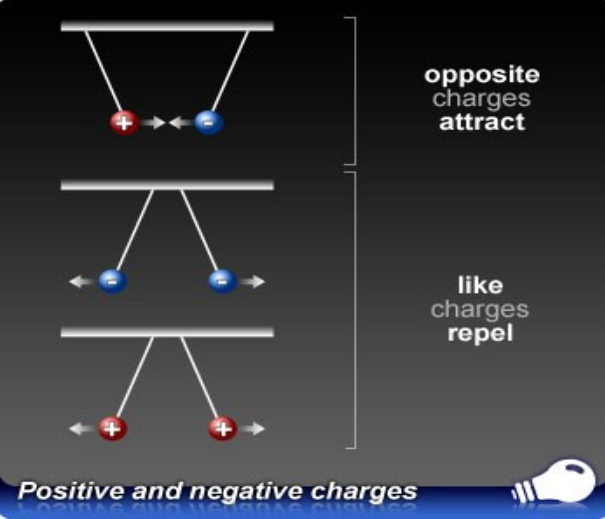 opposite
charges
attract
like
charges
repel
Positive and negative charges